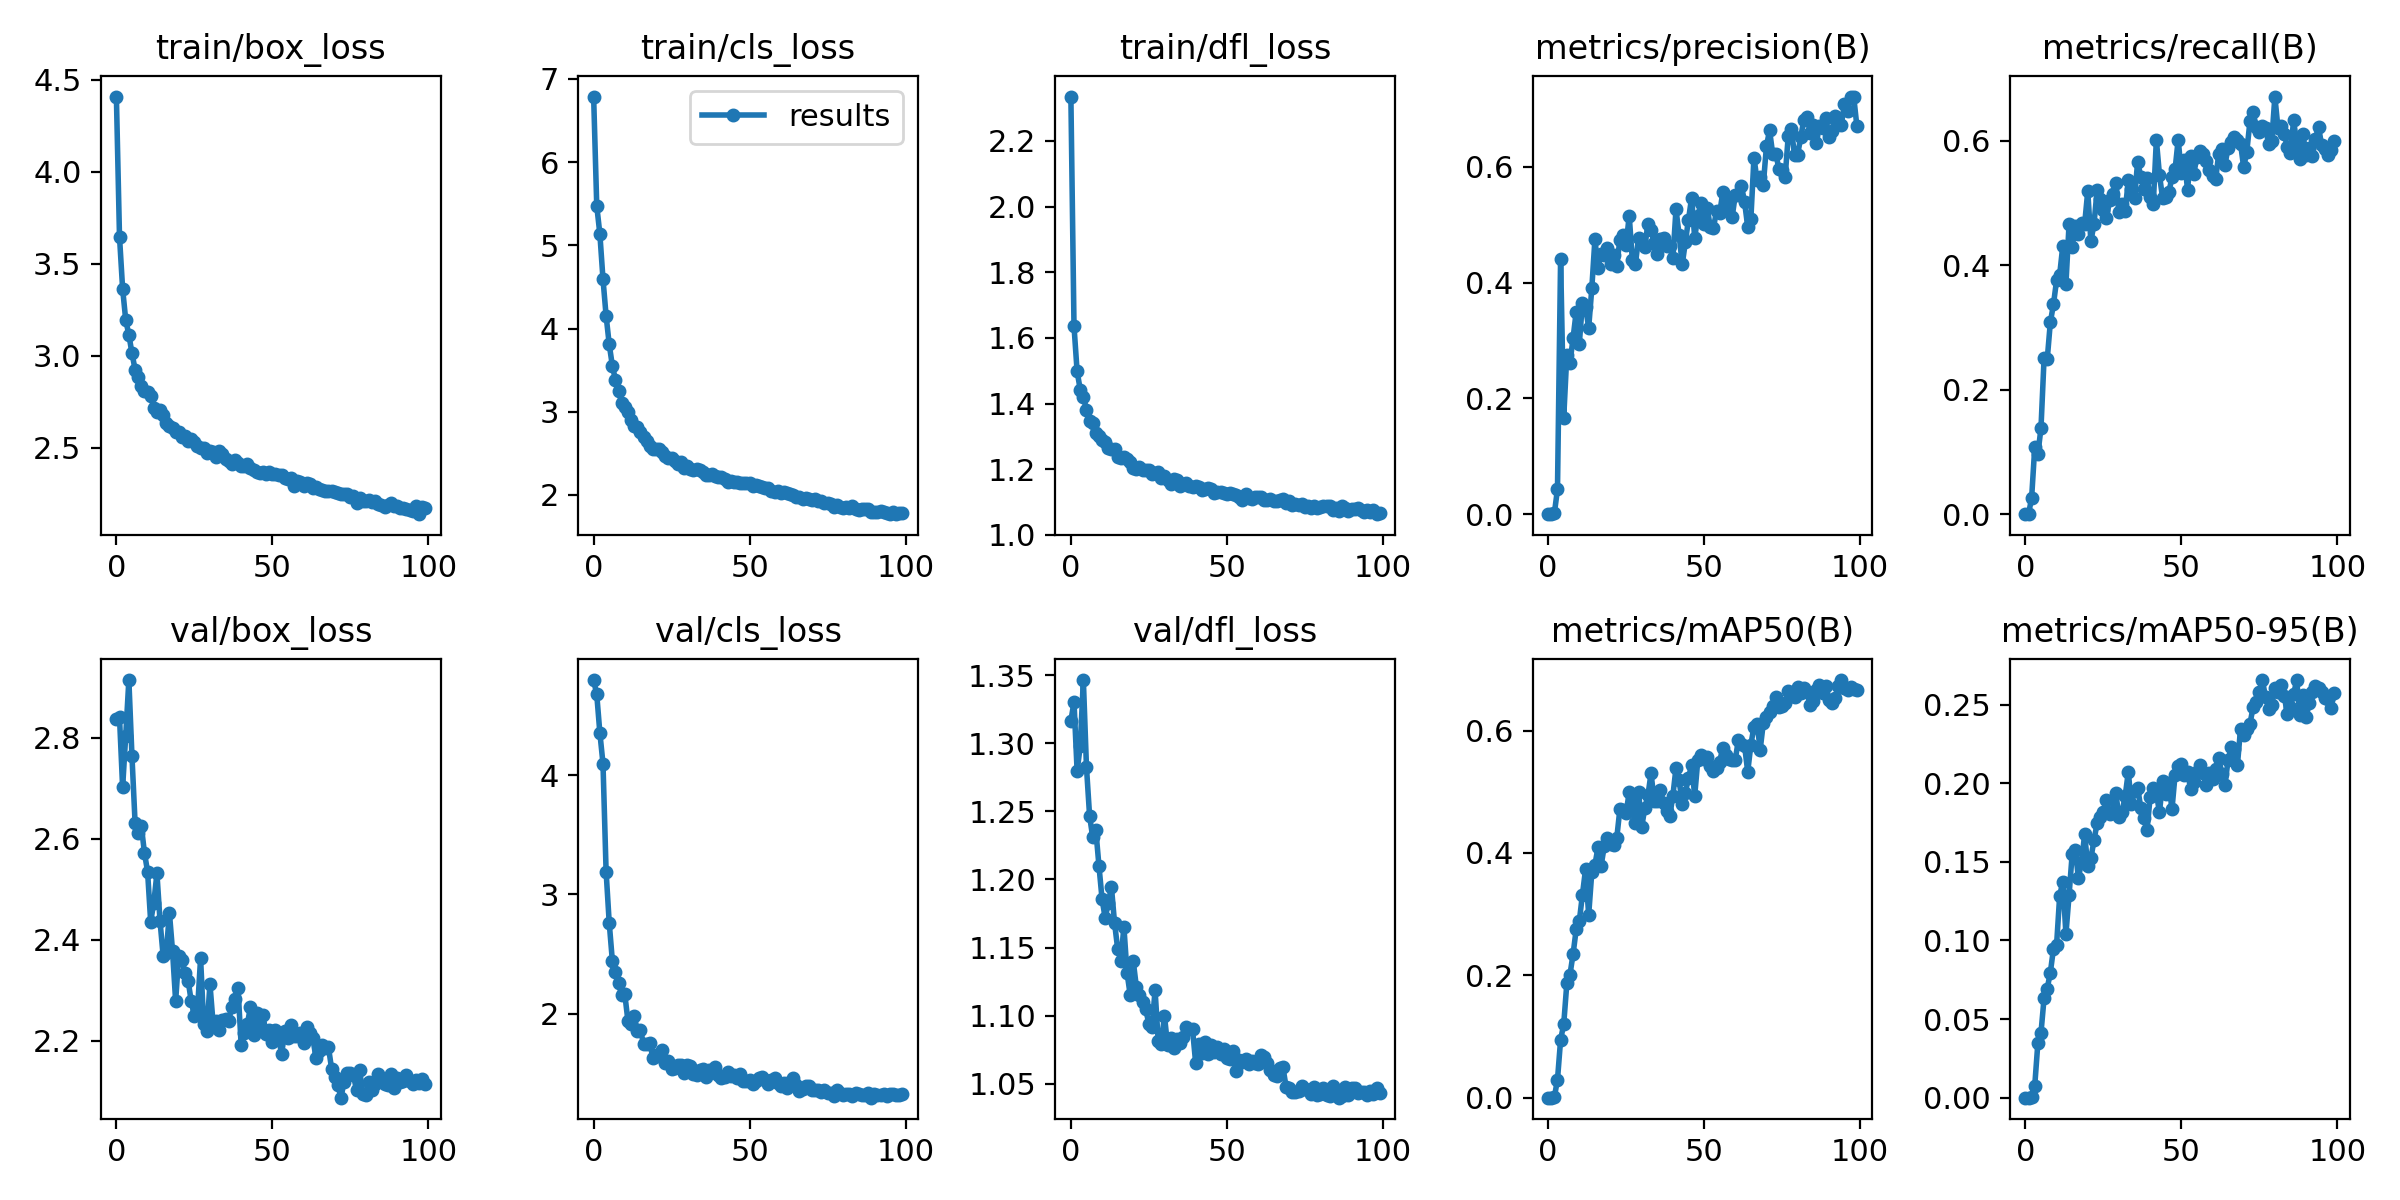 train/box_loss
4.5
4.0
3.5
3.0
2.5
0 50 100
train/cls_loss
results
7
6
5
4
3
2
0 50 100
train/dfl_loss
2.2
2.0
1.8
1.6
1.4
1.2
1.0
0 50 100
metrics/precision(B)
0.6
0.4
0.2
0.0
0 50 100
metrics/recall(B)
0.6
0.4
0.2
0.0
0 50 100
val/box_loss
2.8
2.6
2.4
2.2
0 50 100
val/cls_loss
4
3
2
0 50 100
val/dfl_loss
1.35
1.30
1.25
1.20
1.15
1.10
1.05
0 50 100
metrics/mAP50(B)
0.6
0.4
0.2
0.0
0 50 100
metrics/mAP50-95(B)
0.25
0.20
0.15
0.10
0.05
0.00
0 50 100